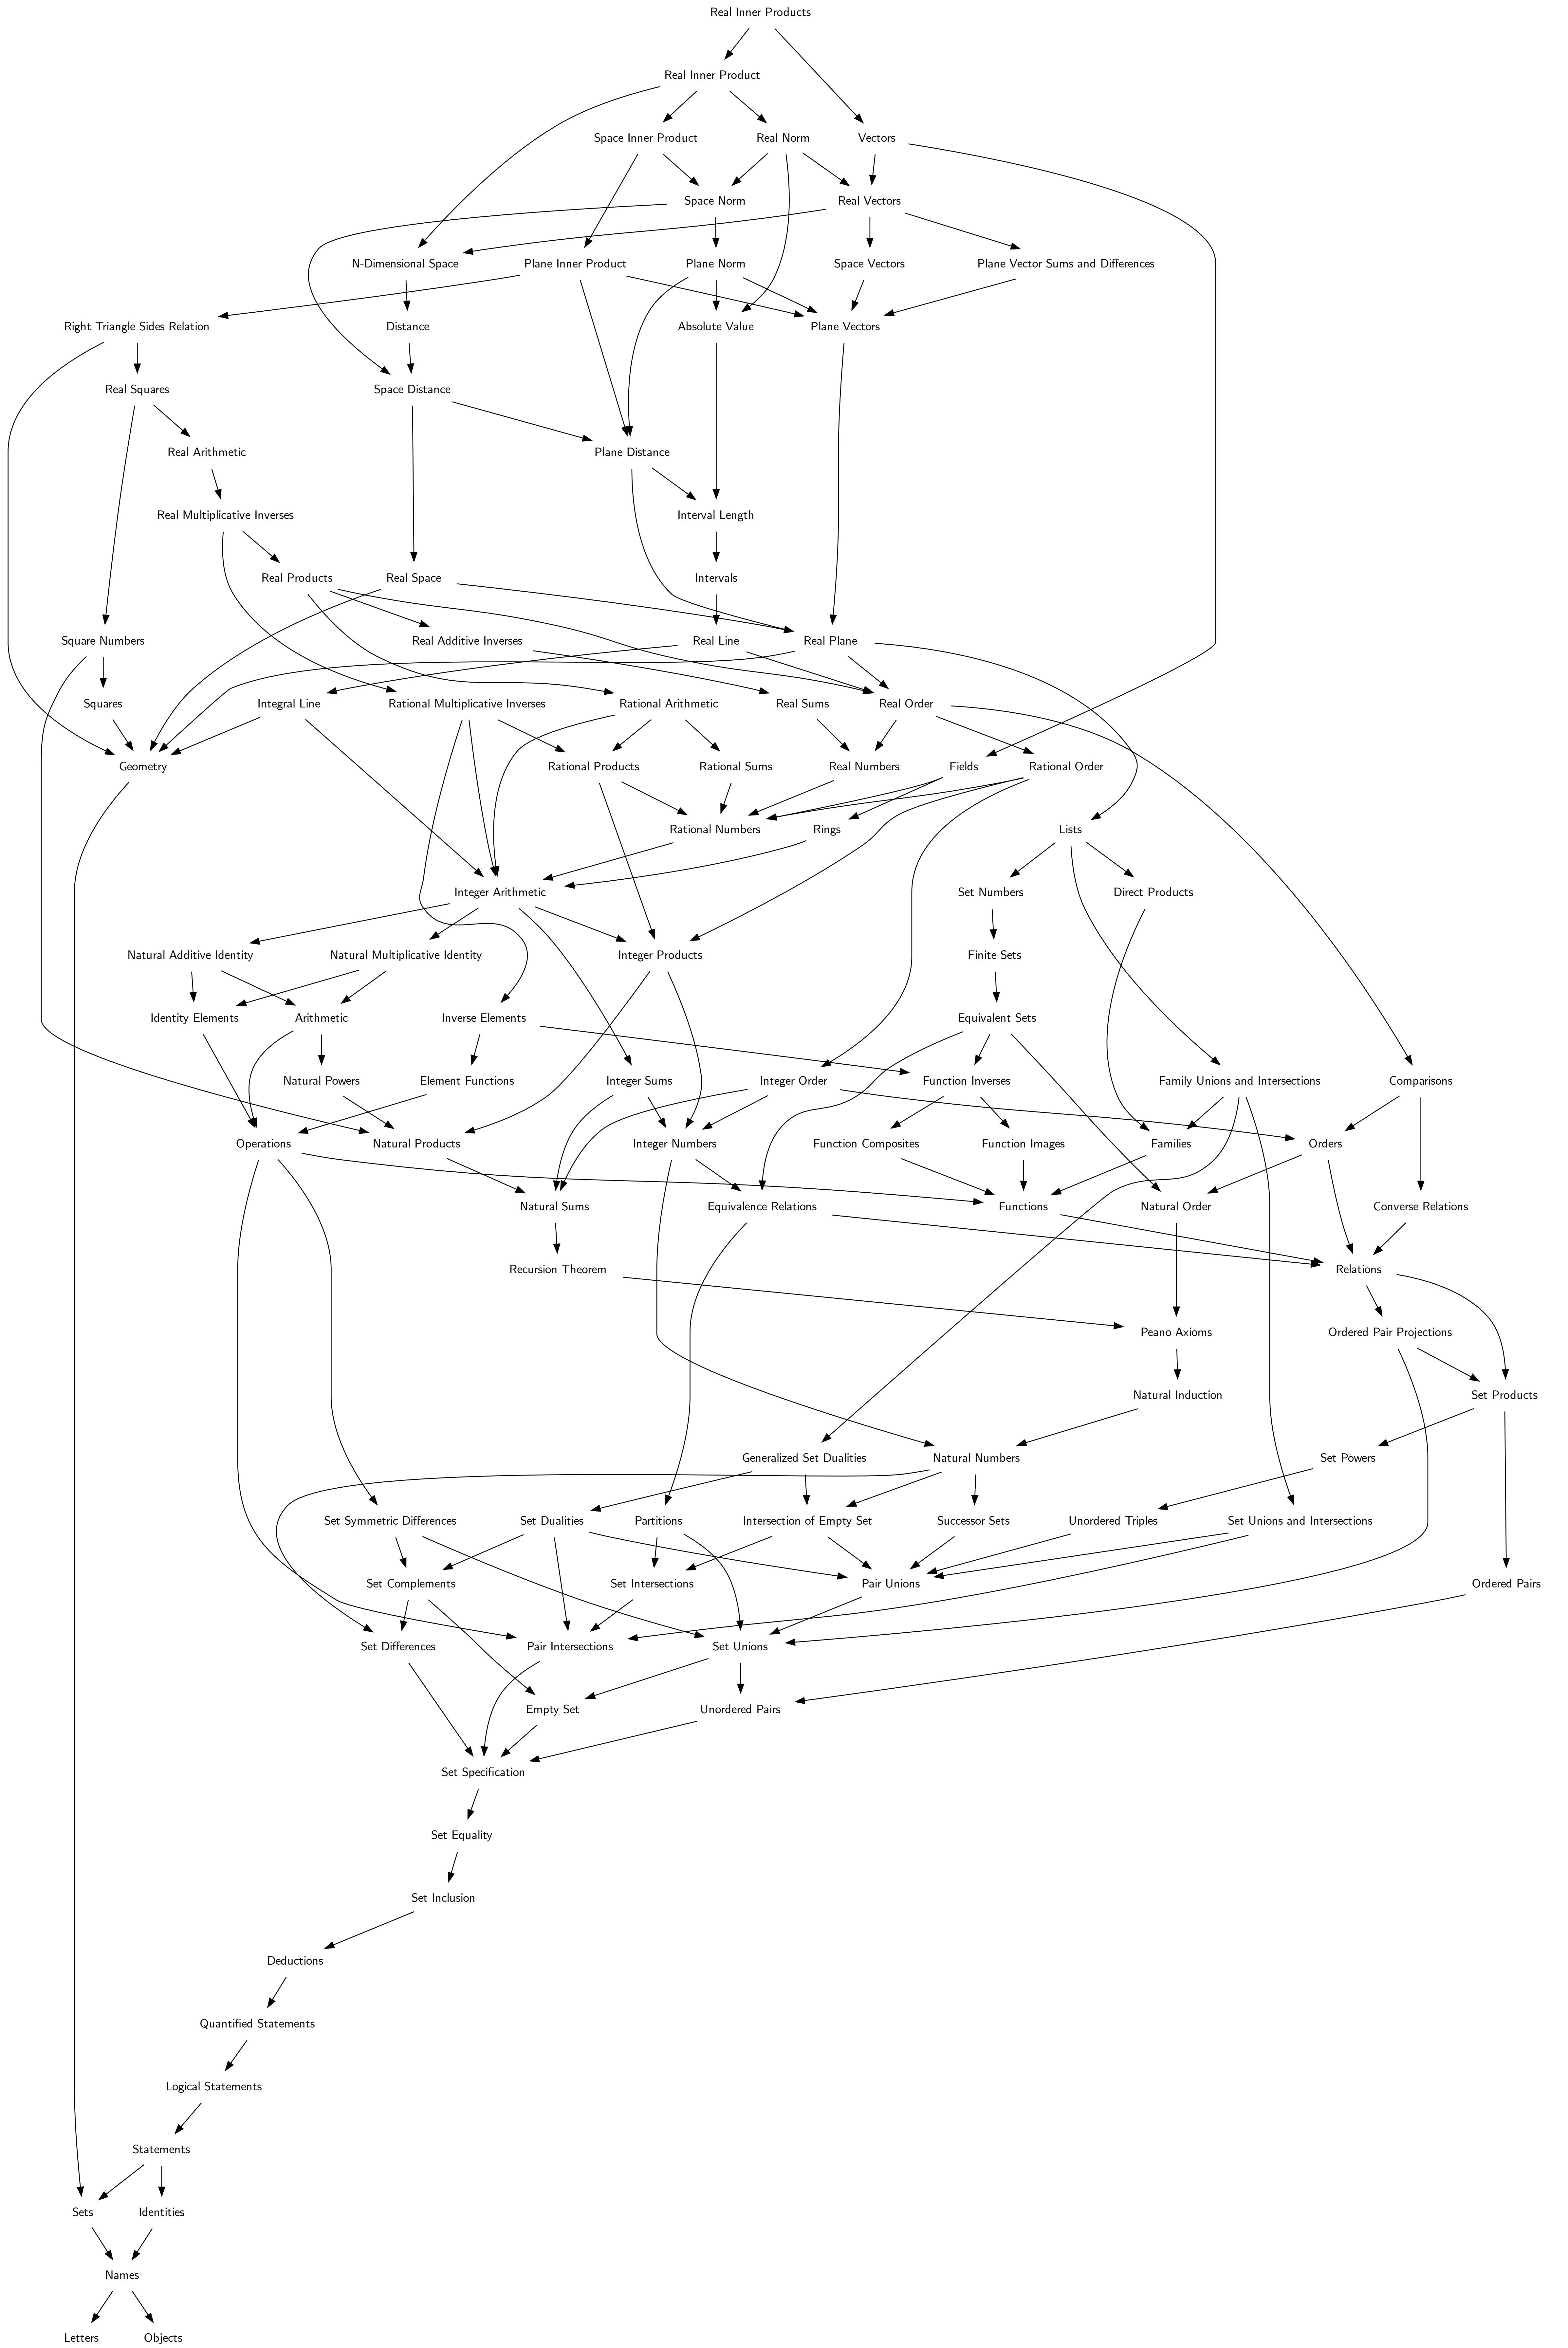 Real Inner Products
Real Inner Product
Space Inner Product
Real Norm
Vectors
Space Norm
Real Vectors
N-Dimensional Space
Plane Inner Product
Plane Norm
Space Vectors
Plane Vector Sums and Differences
Right Triangle Sides Relation
Distance
Absolute Value
Plane Vectors
Real Squares
Space Distance
Real Arithmetic
Plane Distance
Real Multiplicative Inverses
Interval Length
Real Products
Real Space
Intervals
Square Numbers
Real Additive Inverses
Real Line
Real Plane
Squares
Integral Line
Rational Multiplicative Inverses
Rational Arithmetic
Real Sums
Real Order
Geometry
Rational Products
Rational Sums
Real Numbers
Fields
Rational Order
Rational Numbers
Rings
Lists
Integer Arithmetic
Set Numbers
Direct Products
Natural Additive Identity
Natural Multiplicative Identity
Integer Products
Finite Sets
Identity Elements
Arithmetic
Inverse Elements
Equivalent Sets
Natural Powers
Element Functions
Integer Sums
Integer Order
Function Inverses
Family Unions and Intersections
Comparisons
Operations
Natural Products
Integer Numbers
Function Composites
Function Images
Families
Orders
Natural Sums
Equivalence Relations
Functions
Natural Order
Converse Relations
Recursion Theorem
Relations
Peano Axioms
Ordered Pair Projections
Natural Induction
Set Products
Generalized Set Dualities
Natural Numbers
Set Powers
Set Symmetric Differences
Set Dualities
Partitions
Intersection of Empty Set
Successor Sets
Unordered Triples
Set Unions and Intersections
Set Complements
Set Intersections
Pair Unions
Ordered Pairs
Set Differences
Pair Intersections
Set Unions
Empty Set
Unordered Pairs
Set Specification
Set Equality
Set Inclusion
Deductions
Quantified Statements
Logical Statements
Statements
Sets
Identities
Names
Letters
Objects